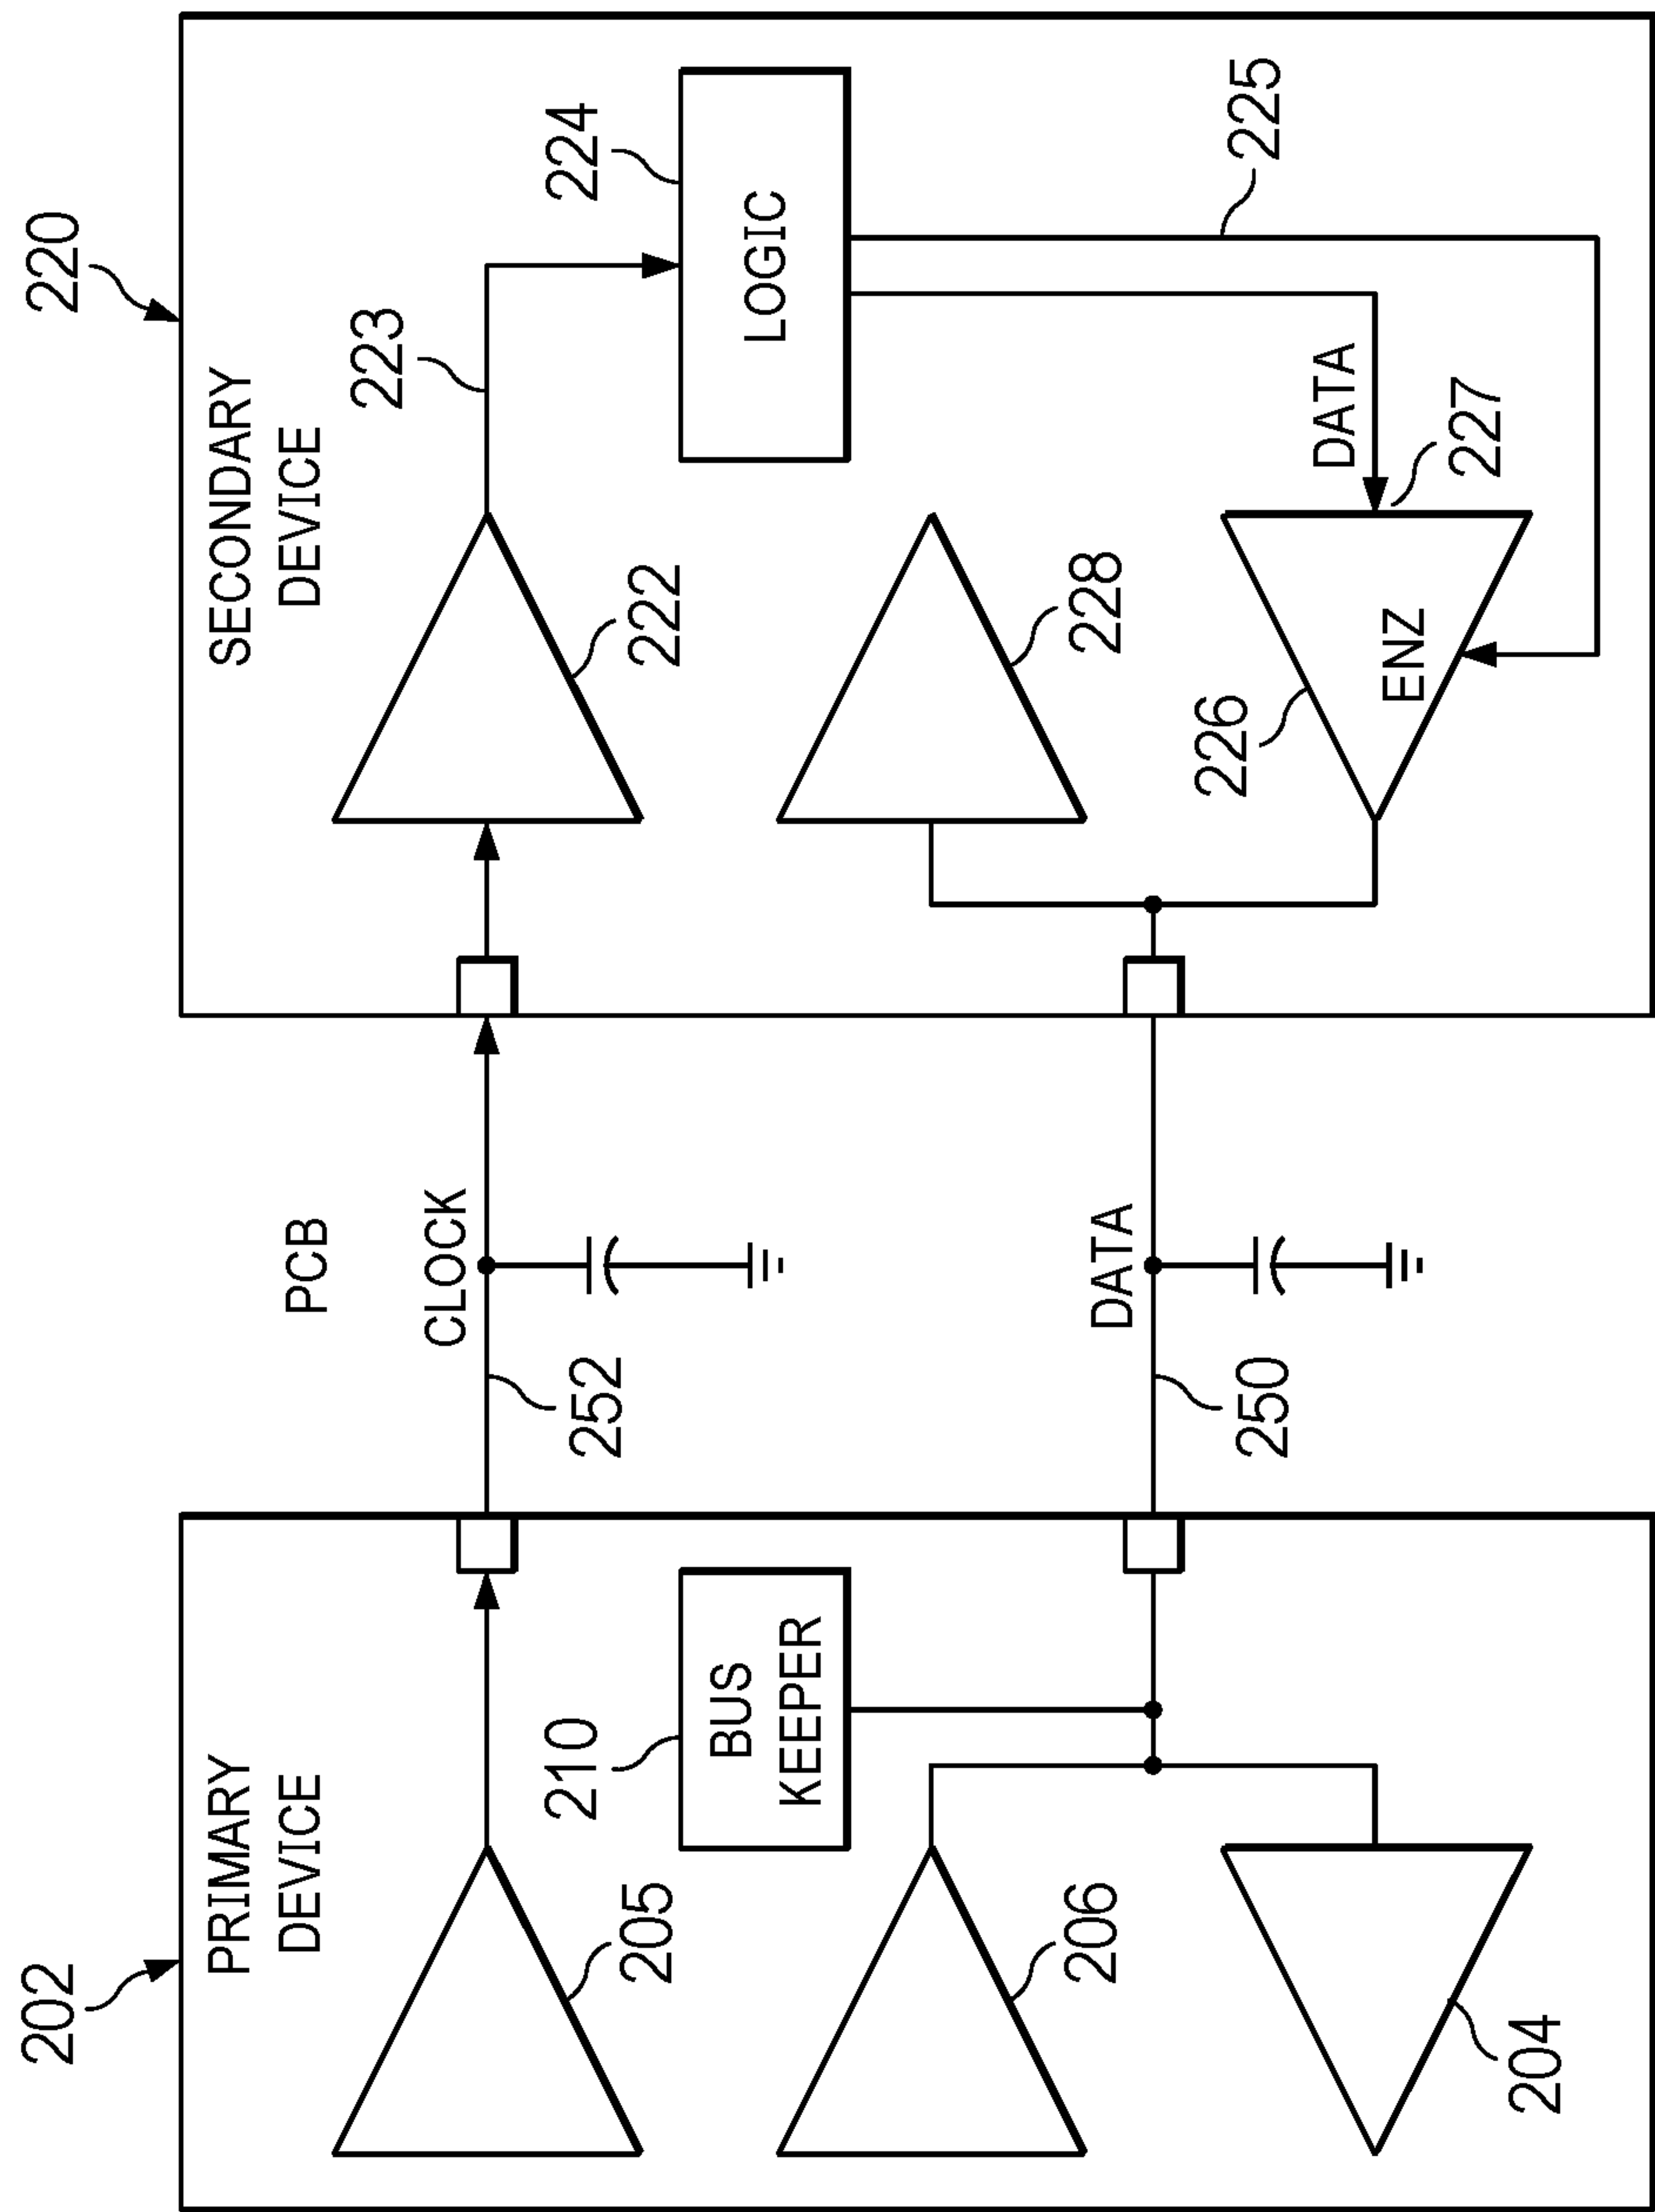 202
PRIMARY
DEVICE
205
210
BUS
KEEPER
206
204
PCB
CLOCK
252
DATA
250
220
SECONDARY
DEVICE
223
222
224
LOGIC
228
225
226
ENZ
DATA
227